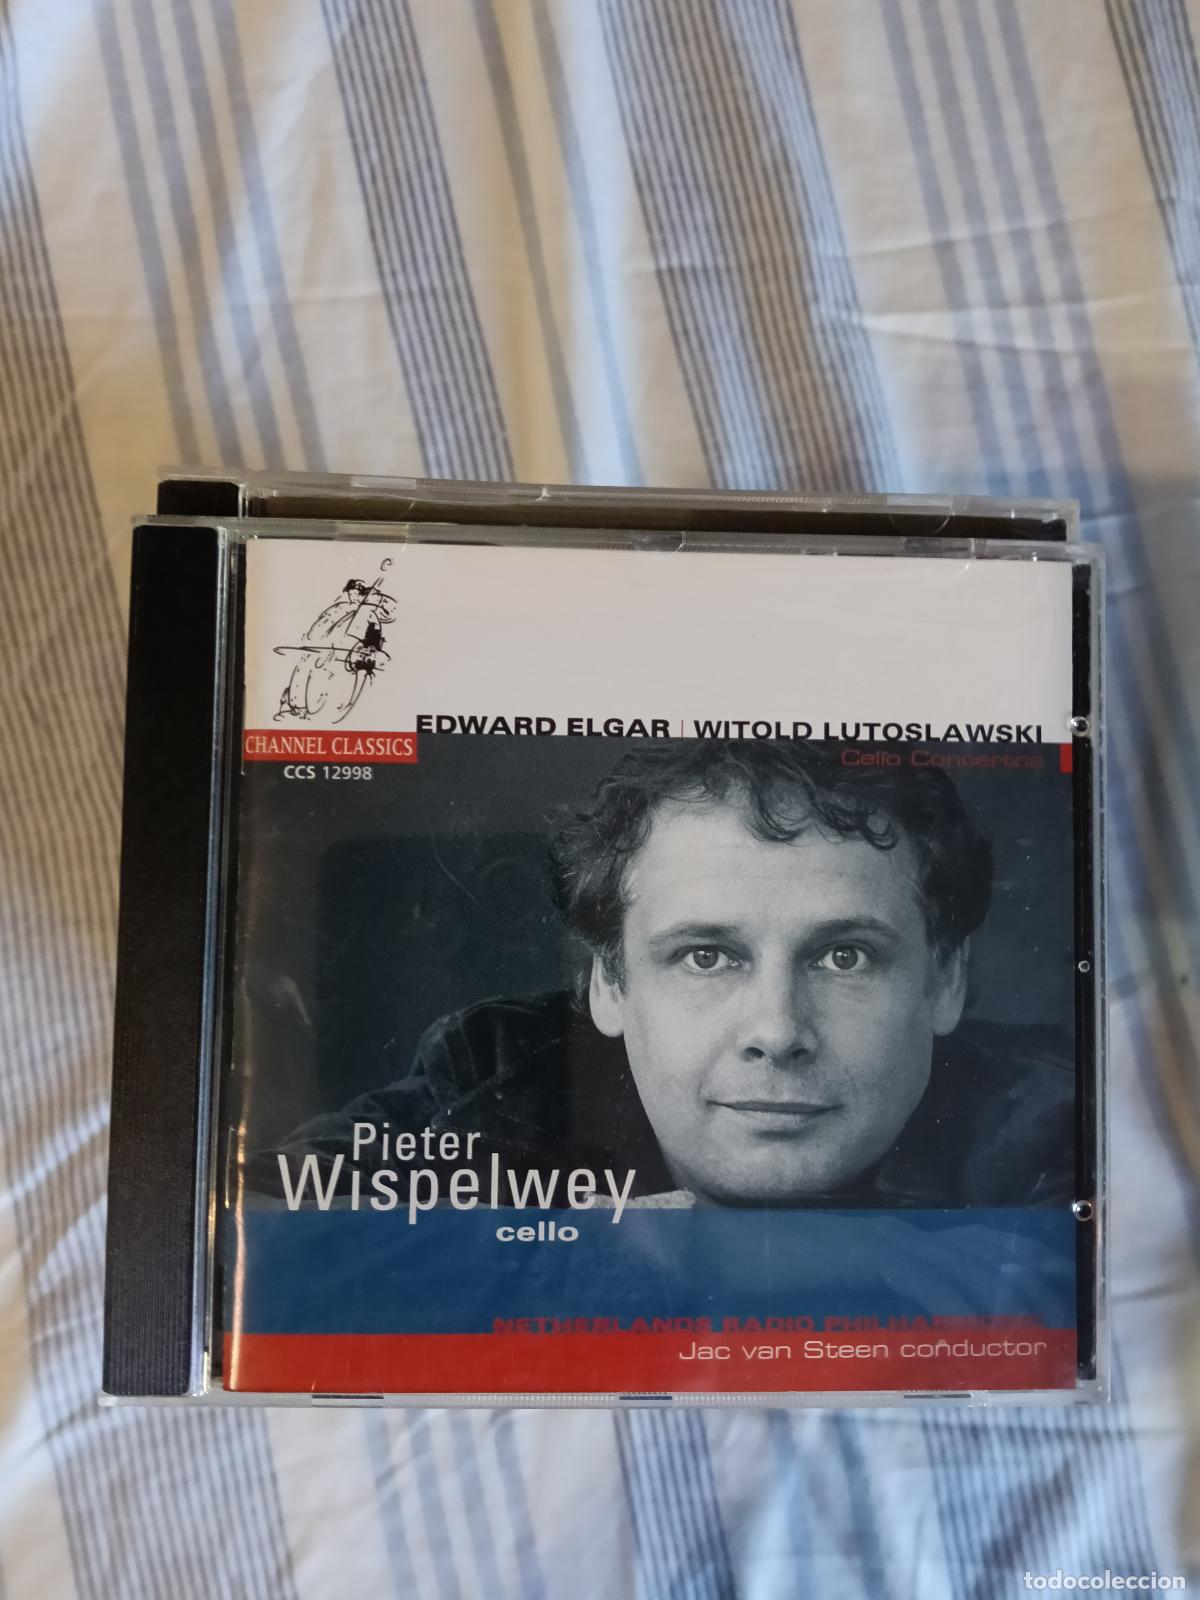 EDWARD ELGAR | WITOLD LUTOSLAWSKI
CHANNEL CLASSICS
Cello Concertos
CCS 12998
Pieter
Wispelwey
cello
NETHERLANDS RADIO PHILHARMONIC
Jac van Steen conductor
todocoleccion